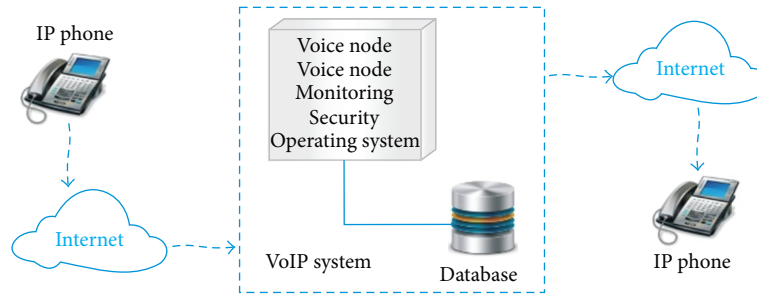 IP phone
Internet
Voice node
Voice node
Monitoring
Security
Operating system
VoIP system
Database
Internet
IP phone